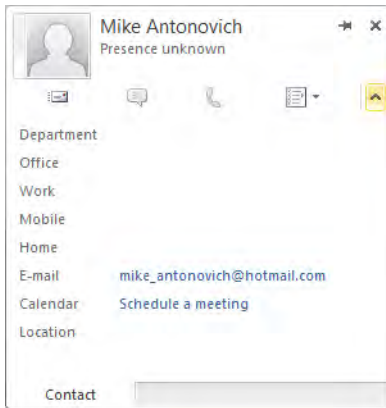 Mike Antonovich
Presence unknown
Department
Office
Work
Mobile
Home
E-mail mike_antonovich@hotmail.com
Calendar Schedule a meeting
Location
Contact